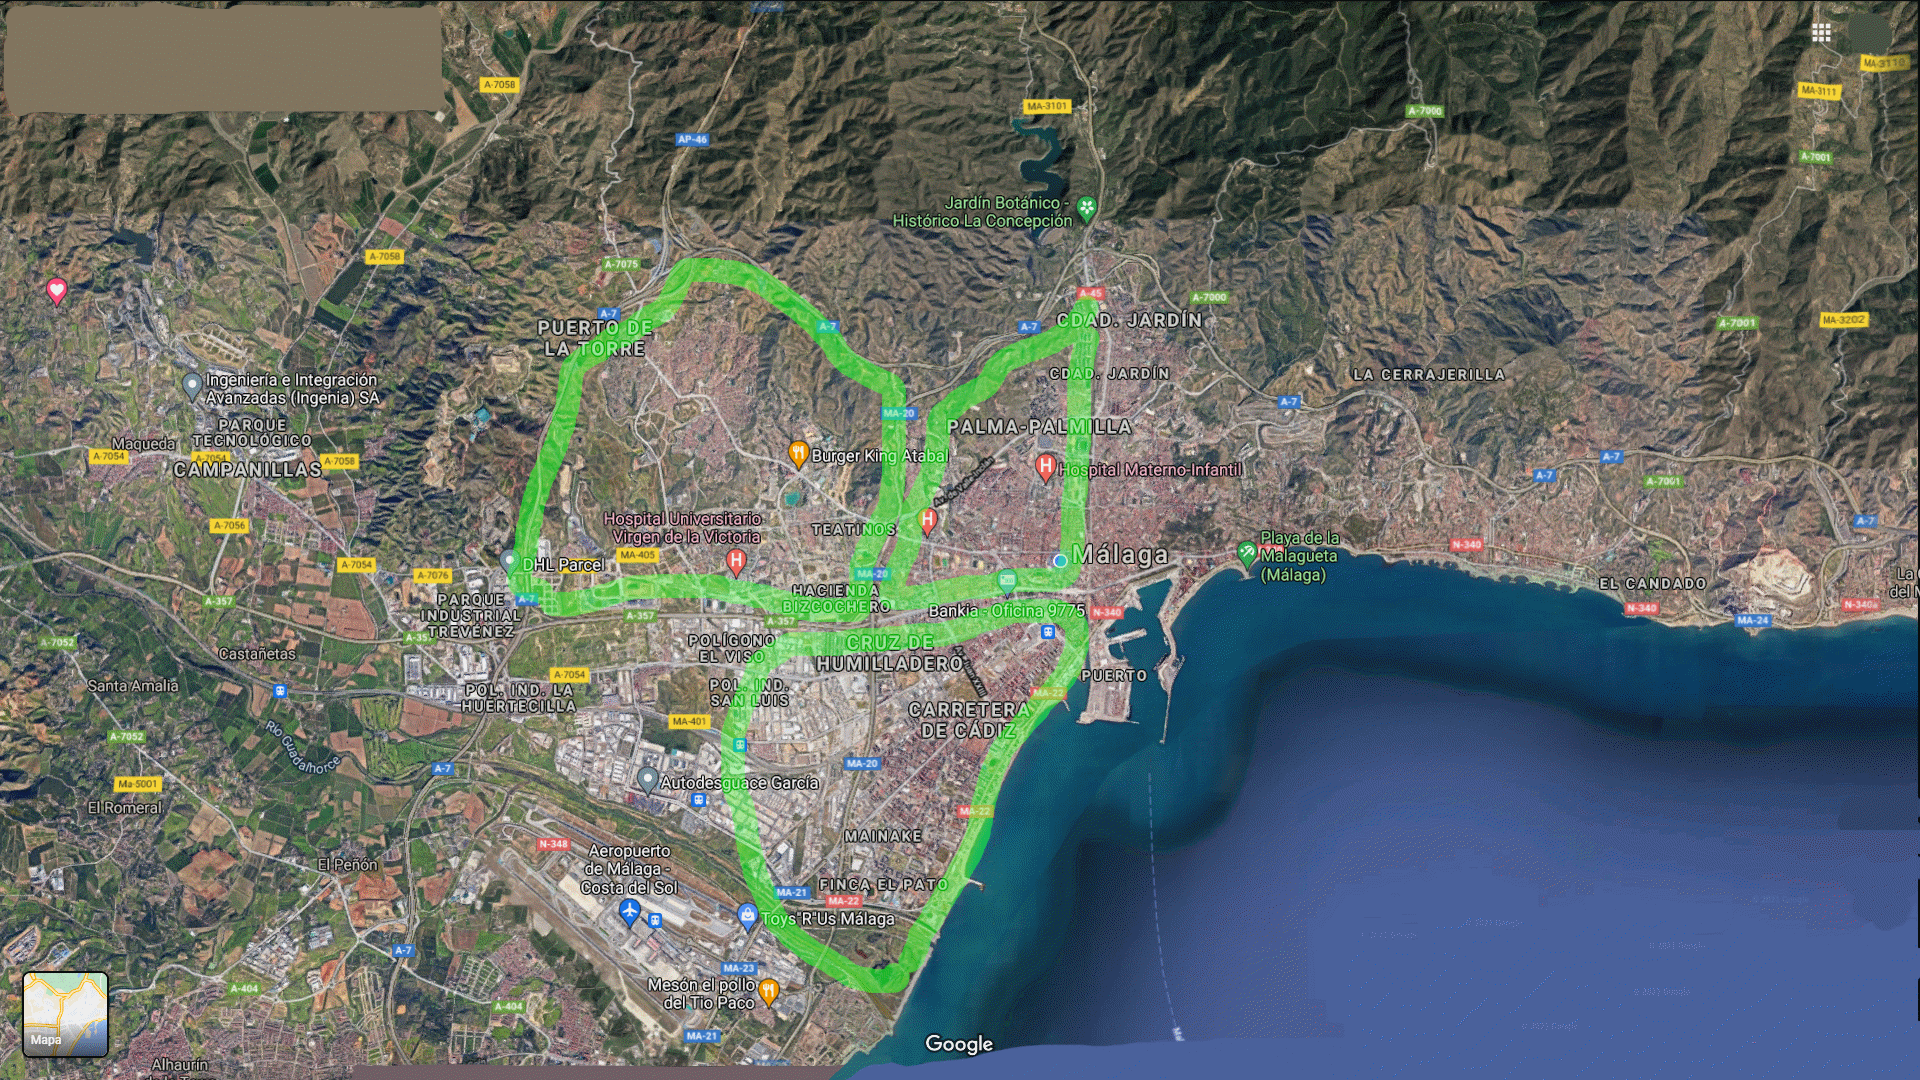 A-7058
MA-3110
MA-3111
MA-3101
A-7000
AP-46
A-7001
Jardín Botánico -
Histórico La Concepción
A-7058
A-7075
A-45
A-7000
A-7
PUERTO DE
LA TORRE
A-7
A-7
CDAD. JARDÍN
A-7001
MA-3202
Ingeniería e Integración
Avanzadas (Ingenia) SA
CDAD. JARDÍN
LA CERRAJERILLA
A-7
MA-20
PARQUE
TECNOLÓGICO
PALMA-PALMILLA
Maqueda
A-7054
A-7054
A-7058
CAMPANILLAS
Burger King Atabal
Hospital Materno-Infantil
A-7
A-7
A-7001
A-7056
Hospital Universitario
Virgen de la Victoria
TEATINOS
A-7
Playa de la
Malagueta
(Málaga)
N-340
MA-405
Málaga
DHL Parcel
A-7054
A-7076
MA-20
EL CANDADO
A-357
PARQUE
INDUSTRIAL
TREVÉNEZ
A-7
HACIENDA
BIZCOCHERO
Bankia - Oficina 9775
N-340
N-340
N-340a
MA-24
A-357
A-357
A-7052
POLÍGONO
EL VISO
CRUZ DE
HUMILLADERO
Castañetas
A-7054
PUERTO
Santa Amalia
POL. IND. LA
HUERTECILLA
POL. IND.
SAN LUIS
MA-22
CARRETERA
DE CÁDIZ
MA-401
A-7052
Río Guadalhorce
A-7
MA-20
Ma-5001
Autodesguace García
El Romeral
MA-22
MAINAKE
N-348
Aeropuerto
de Málaga -
Costa del Sol
El Peñón
MA-21
FINCA EL PATO
MA-22
Toys"R"Us Málaga
A-7
MA-23
Mesón el pollo
del Tio Paco
A-404
A-404
MA-21
Mapa
Google
Alhaurín